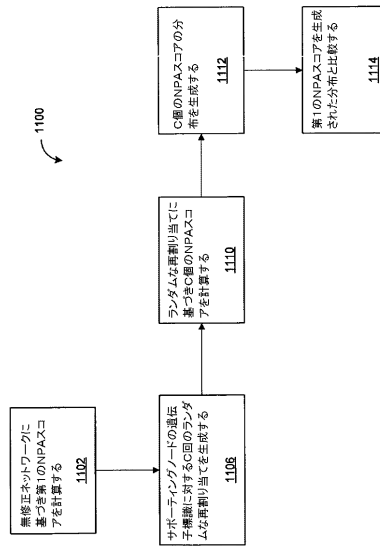 1100
無修正ネットワークに
基づき第1のNPAスコ
アを計算する
1102
サポーティングノードの遺伝
子標識に対するC回のランダ
ムな再割り当てを生成する
1106
ランダムな再割り当てに
基づきC個のNPAスコ
アを計算する
1110
C個のNPAスコアの分
布を生成する
1112
第1のNPAスコアを生成
された分布と比較する
1114